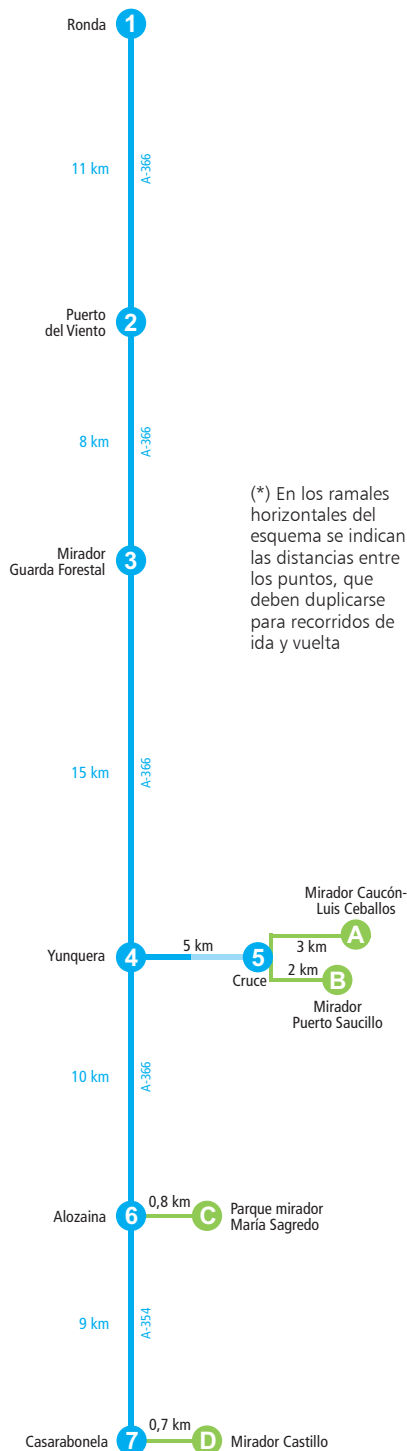 Ronda
1
11 km
A-366
Puerto
del Viento
2
8 km
A-366
(*) En los ramales
horizontales del
esquema se indican
las distancias entre
los puntos, que
deben duplicarse
para recorridos de
ida y vuelta
Mirador
Guarda Forestal
3
15 km
A-366
Mirador Caucón-
Luis Ceballos
A
3 km
Yunquera
4
5 km
5
Cruce
2 km
B
Mirador
Puerto Saucillo
10 km
A-366
Alozaina
6
0,8 km
C
Parque mirador
María Sagredo
9 km
A-354
Casarabonela
7
0,7 km
D
Mirador Castillo